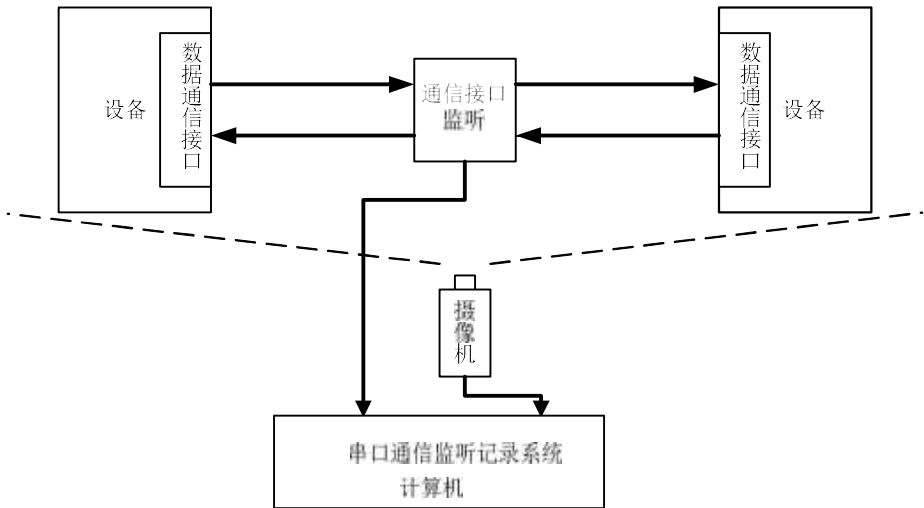 设备
数据通信接口
通信接口
监听
数据通信接口
设备
摄像机
串口通信监听记录系统
计算机